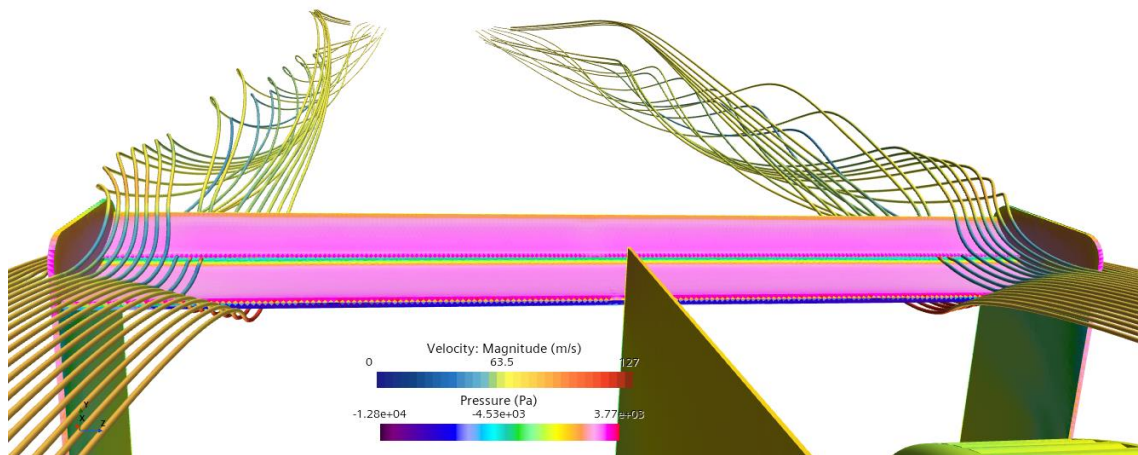 Velocity: Magnitude (m/s)
0 63.5 127
Pressure (Pa)
-1.28e+04 -4.53e+03 3.77e+03
Y
X Z